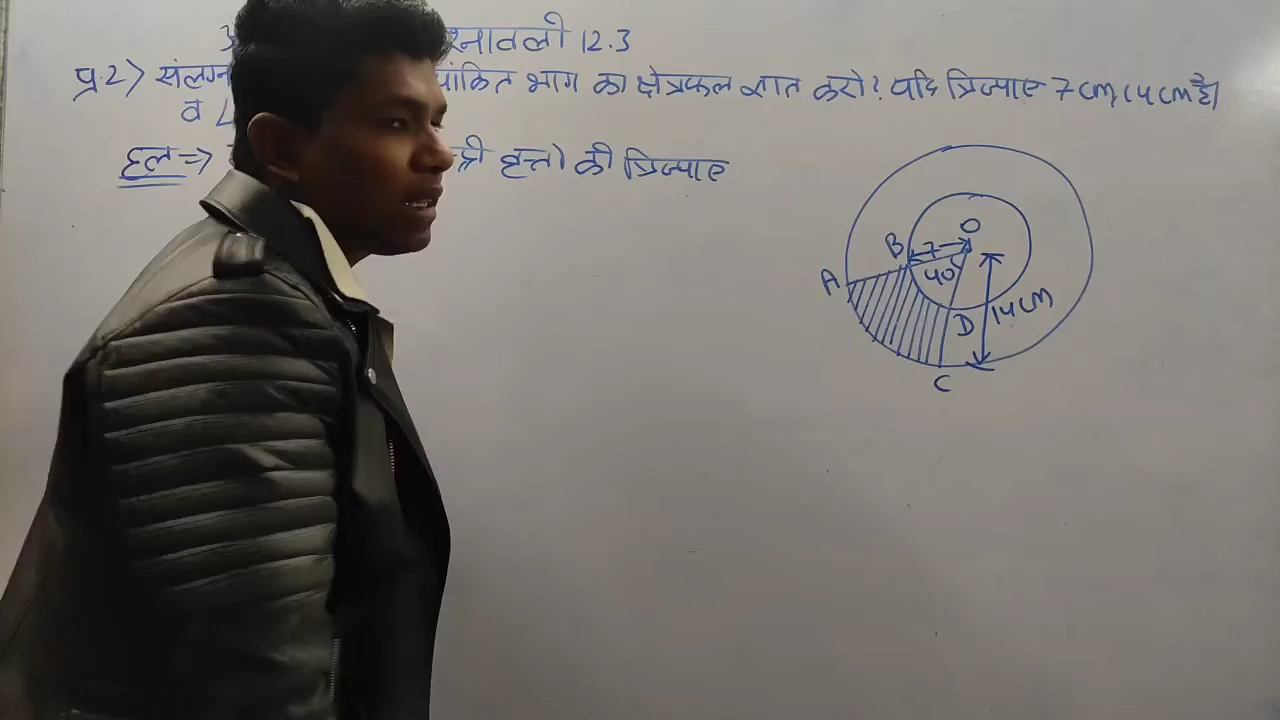 श्नावली 12.3
प्र.2> संलग्न यांकित भाग का क्षेत्रफल ज्ञात करो? यदि त्रिज्याए 7cm, 14cm है।
व ∠
हल ⇒ द्री वृत्तो की त्रिज्याए
O
B 7
40
A
D 14cm
C